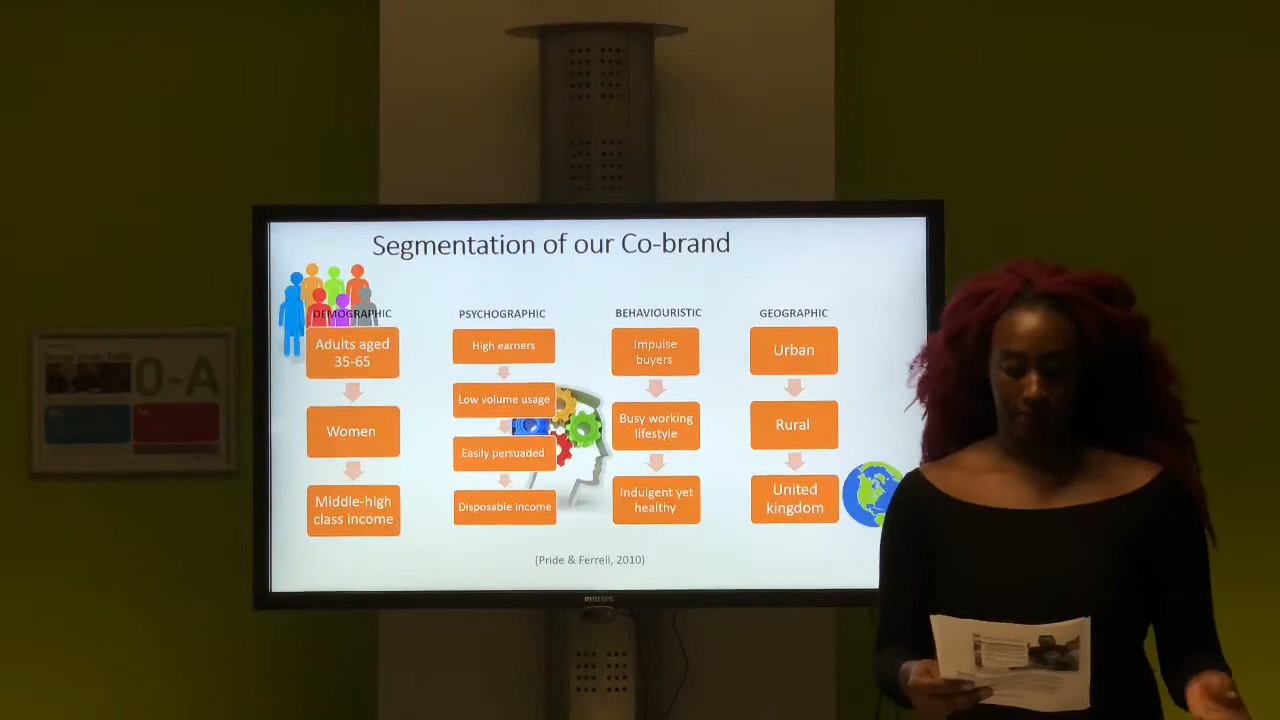 Segmentation of our Co-brand
DEMOGRAPHIC
Adults aged
35-65
Women
Middle-high
class income
PSYCHOGRAPHIC
High earners
Low volume usage
Easily persuaded
Disposable income
BEHAVIOURISTIC
Impulse
buyers
Busy working
lifestyle
Indulgent yet
healthy
GEOGRAPHIC
Urban
Rural
United
kingdom
(Pride & Ferrell, 2010)
PHILIPS
0-A